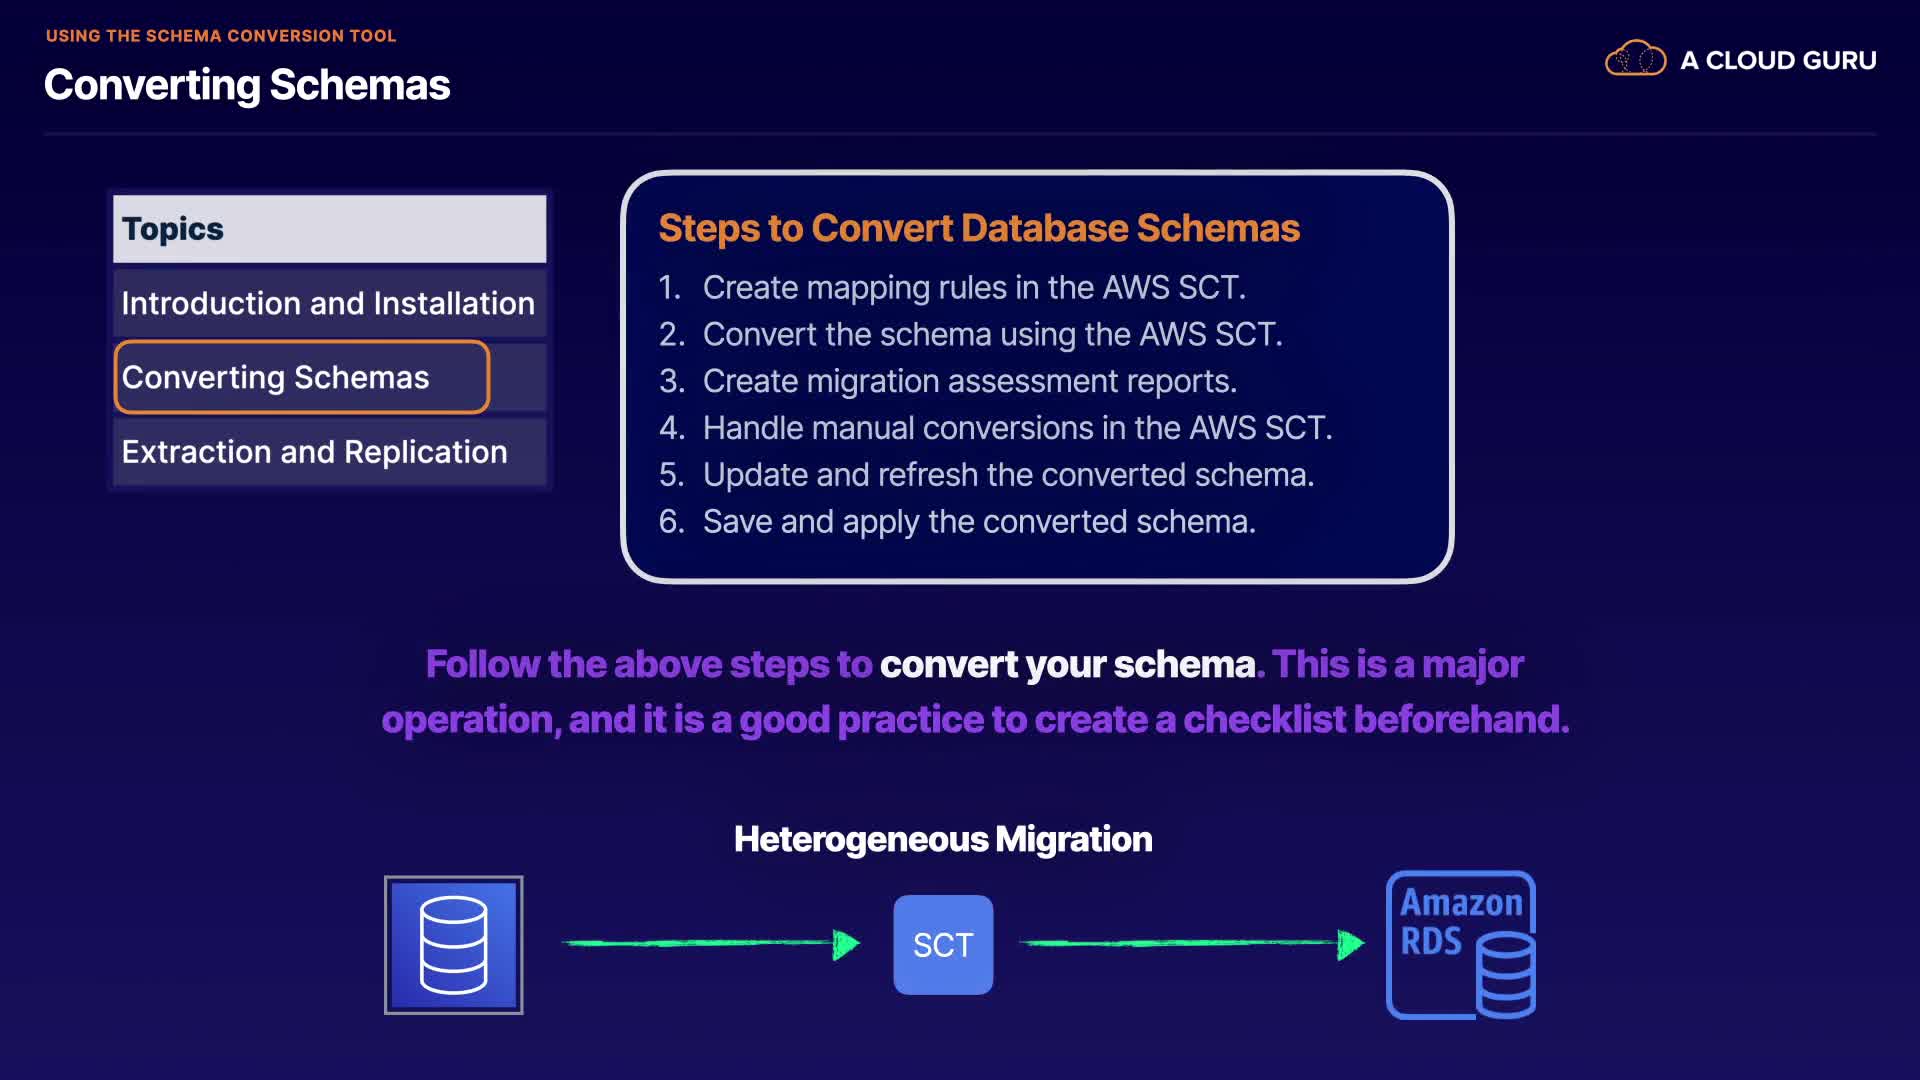 USING THE SCHEMA CONVERSION TOOL
Converting Schemas
A CLOUD GURU
Topics
Introduction and Installation
Converting Schemas
Extraction and Replication
Steps to Convert Database Schemas
1. Create mapping rules in the AWS SCT.
2. Convert the schema using the AWS SCT.
3. Create migration assessment reports.
4. Handle manual conversions in the AWS SCT.
5. Update and refresh the converted schema.
6. Save and apply the converted schema.
Follow the above steps to convert your schema. This is a major
operation, and it is a good practice to create a checklist beforehand.
Heterogeneous Migration
SCT
Amazon
RDS